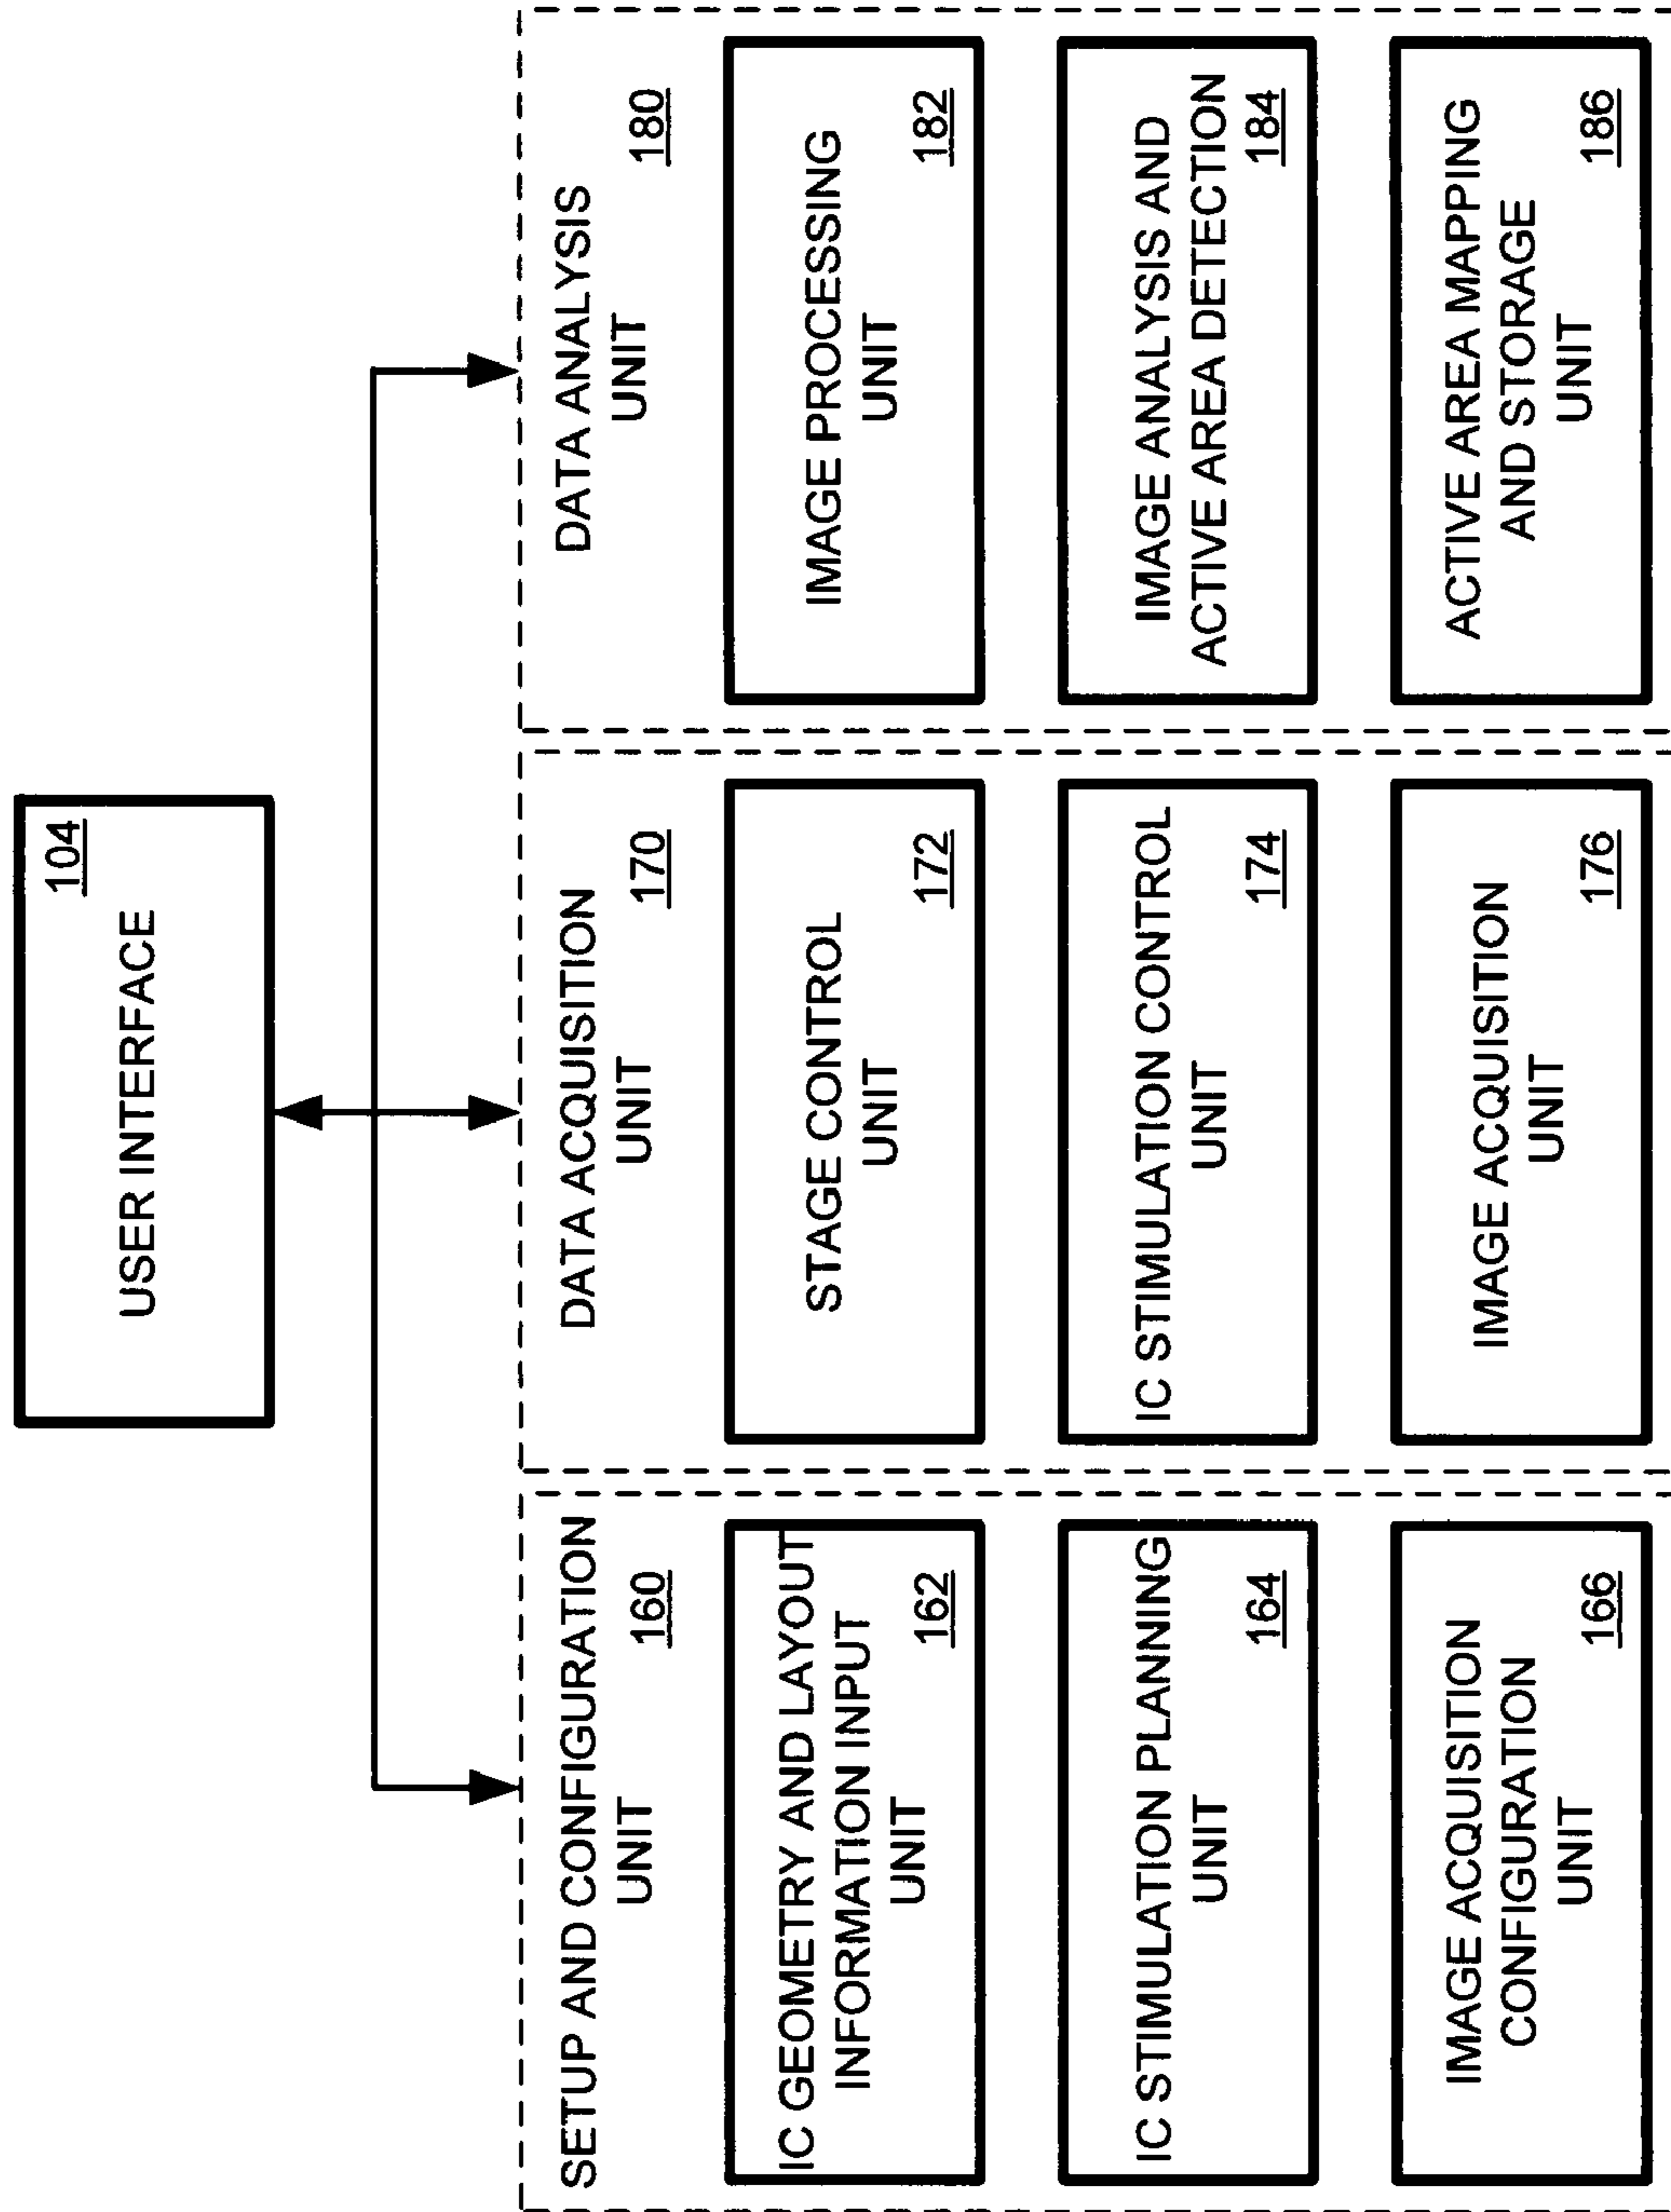 USER INTERFACE
104
SETUP AND CONFIGURATION
UNIT
160
IC GEOMETRY AND LAYOUT
INFORMATION INPUT
UNIT
162
IC STIMULATION PLANNING
UNIT
164
IMAGE ACQUISITION
CONFIGURATION
UNIT
166
DATA ACQUISITION
UNIT
170
STAGE CONTROL
UNIT
172
IC STIMULATION CONTROL
UNIT
174
IMAGE ACQUISITION
UNIT
176
DATA ANALYSIS
UNIT
180
IMAGE PROCESSING
UNIT
182
IMAGE ANALYSIS AND
ACTIVE AREA DETECTION
184
ACTIVE AREA MAPPING
AND STORAGE
UNIT
186